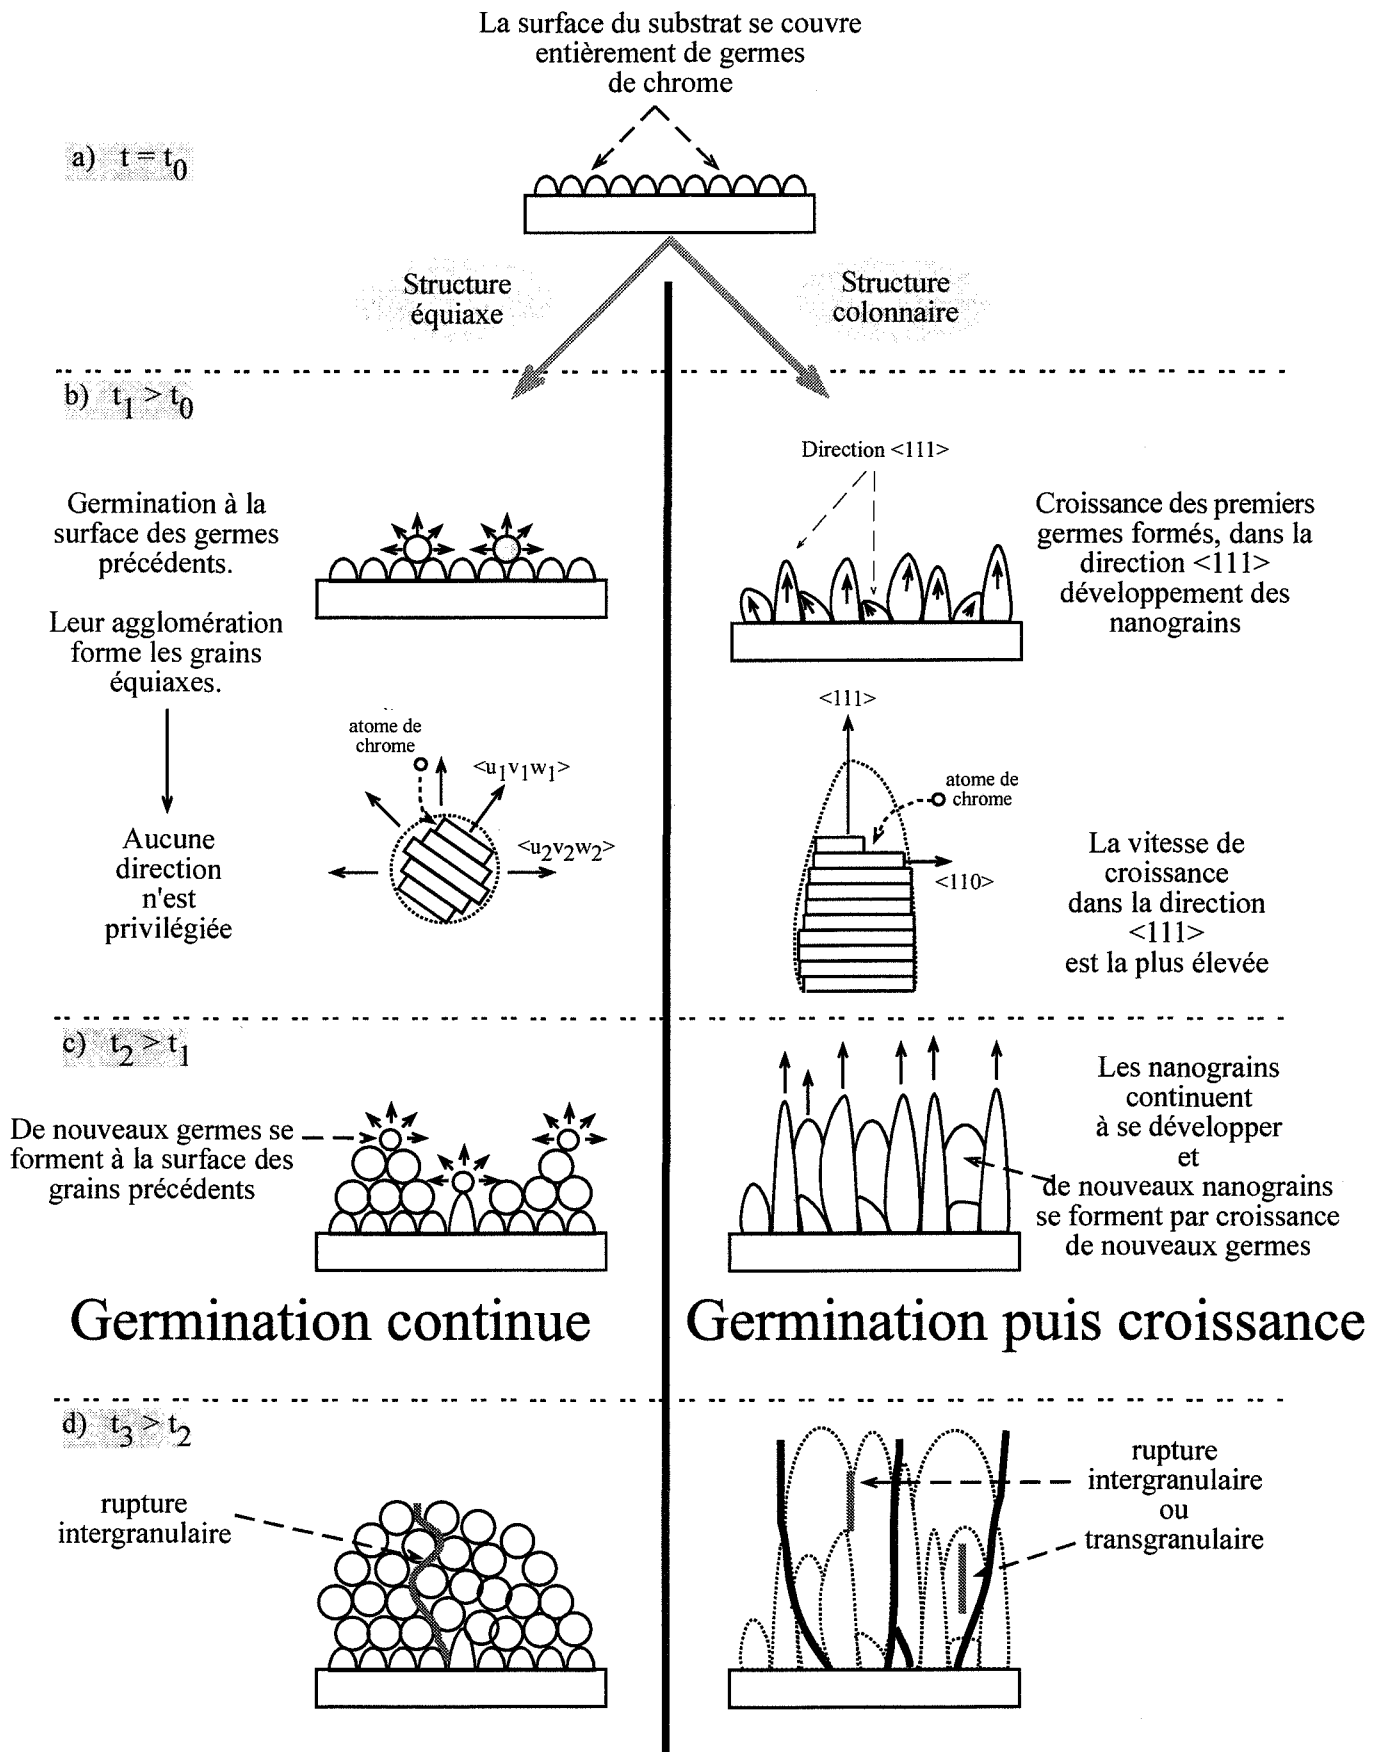 La surface du substrat se couvre
entièrement de germes
de chrome
a) t = t0
Structure
équiaxe
Structure
colonnaire
b) t1 > t0
Germination à la
surface des germes
précédents.
Leur agglomération
forme les grains
équiaxes.
Aucune
direction
n'est
privilégiée
atome de
chrome
<u1v1w1>
<u2v2w2>
Direction <111>
Croissance des premiers
germes formés, dans la
direction <111>
développement des
nanograins
<111>
atome de
chrome
<110>
La vitesse de
croissance
dans la direction
<111>
est la plus élevée
c) t2 > t1
De nouveaux germes se
forment à la surface des
grains précédents
Les nanograins
continuent
à se développer
et
de nouveaux nanograins
se forment par croissance
de nouveaux germes
Germination continue
Germination puis croissance
d) t3 > t2
rupture
intergranulaire
rupture
intergranulaire
ou
transgranulaire